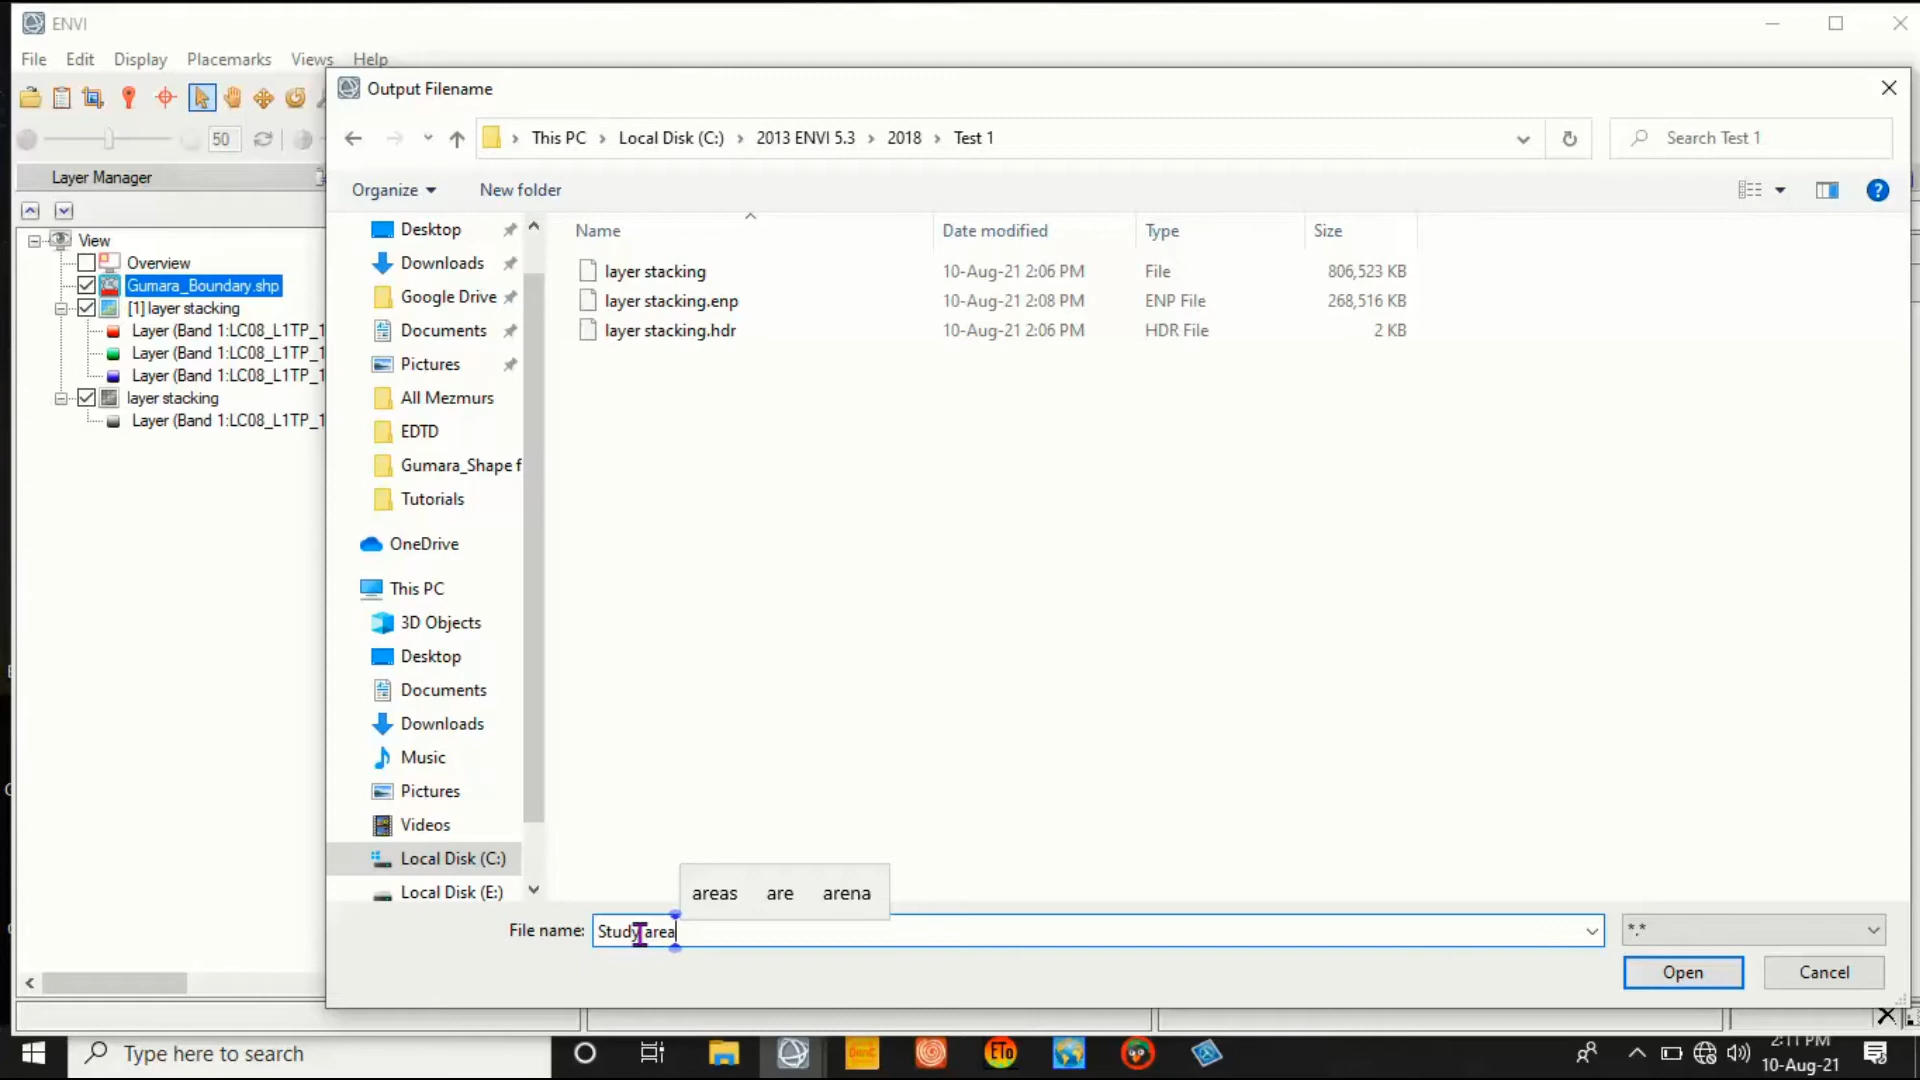 ENVI
File Edit Display Placemarks Views Help
50
Layer Manager
View
Overview
Gumara_Boundary.shp
[1] layer stacking
Layer (Band 1:LC08_L1TP_1
Layer (Band 1:LC08_L1TP_1
Layer (Band 1:LC08_L1TP_1
layer stacking
Layer (Band 1:LC08_L1TP_1
Output Filename
This PC › Local Disk (C:) › 2013 ENVI 5.3 › 2018 › Test 1
Search Test 1
Organize New folder
Desktop
Downloads
Google Drive
Documents
Pictures
All Mezmurs
EDTD
Gumara_Shape f
Tutorials
OneDrive
This PC
3D Objects
Desktop
Documents
Downloads
Music
Pictures
Videos
Local Disk (C:)
Local Disk (E:)
Name Date modified Type Size
layer stacking 10-Aug-21 2:06 PM File 806,523 KB
layer stacking.enp 10-Aug-21 2:08 PM ENP File 268,516 KB
layer stacking.hdr 10-Aug-21 2:06 PM HDR File 2 KB
areas are arena
File name: Study area
*.*
Open Cancel
Type here to search
ETo
2:11 PM
10-Aug-21